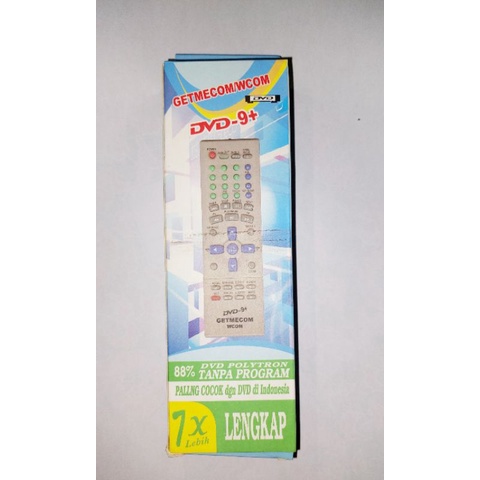 GETMECOM/WCOM
DVD
DVD-9+
DVD-9+
GETMECOM
WCOM
88% DVD POLYTRON
TANPA PROGRAM
PALLNG COCOK dgn DVD di Indonesia
7x
Lebih
LENGKAP